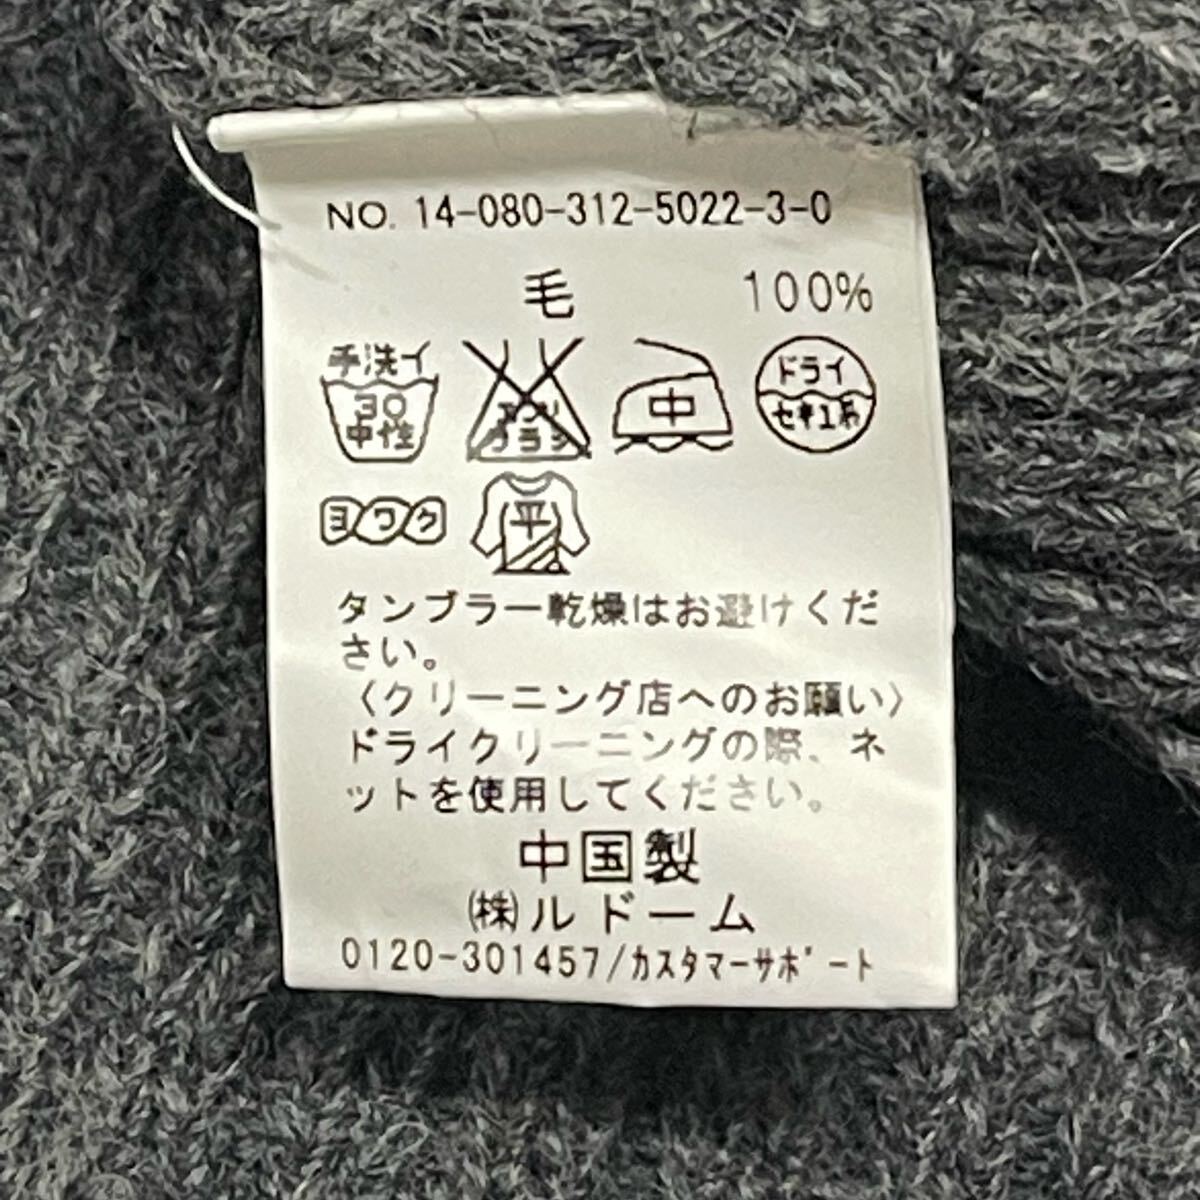 NO. 14-080-312-5022-3-0
毛 100%
手洗イ
30
中性
エンソ
サラシ
中
ドライ
セキユ系
ヨワク
平
タンブラー乾燥はお避けくだ
さい。
〈クリーニング店へのお願い〉
ドライクリーニングの際、ネ
ットを使用してください。
中国製
㈱ルドーム
0120-301457/カスタマーサポート